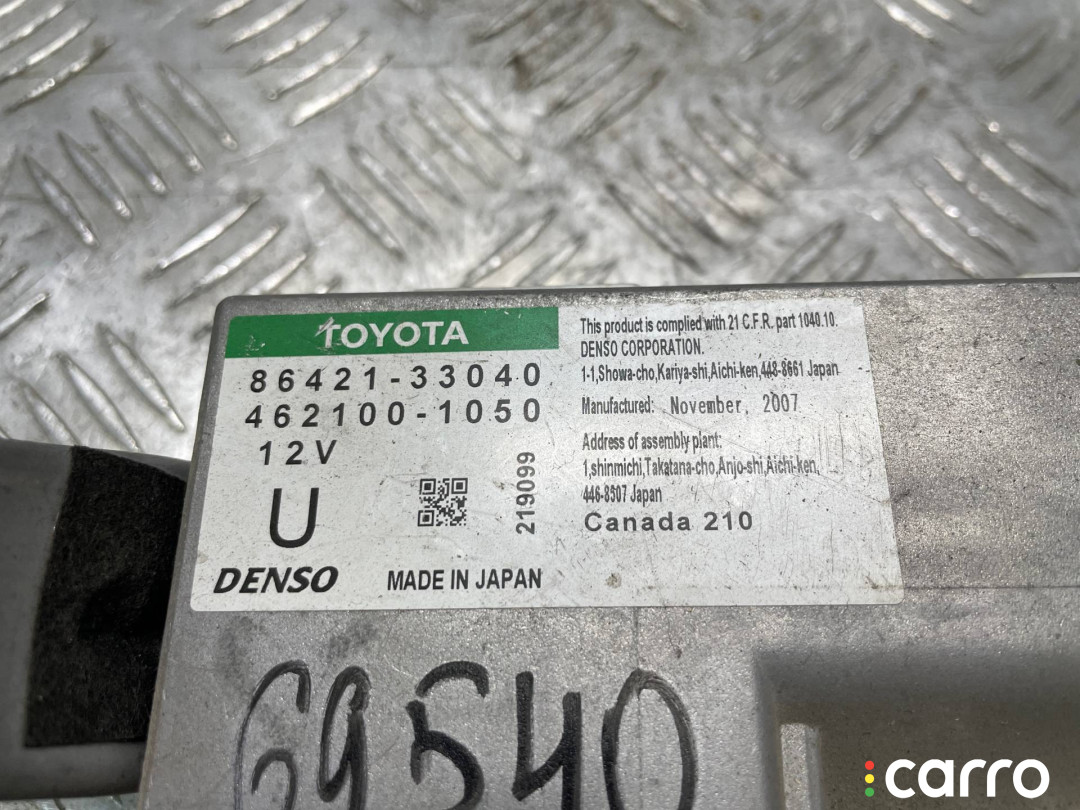 TOYOTA
86421-33040
462100-1050
12V
U
219099
DENSO
MADE IN JAPAN
This product is complied with 21 C.F.R. part 1040.10.
DENSO CORPORATION.
1-1,Showa-cho,Kariya-shi,Aichi-ken,448-8661 Japan
Manufactured: November, 2007
Address of assembly plant:
1,shinmichi,Takatana-cho,Anjo-shi,Aichi-ken,
446-8507 Japan
Canada 210
69540
carro